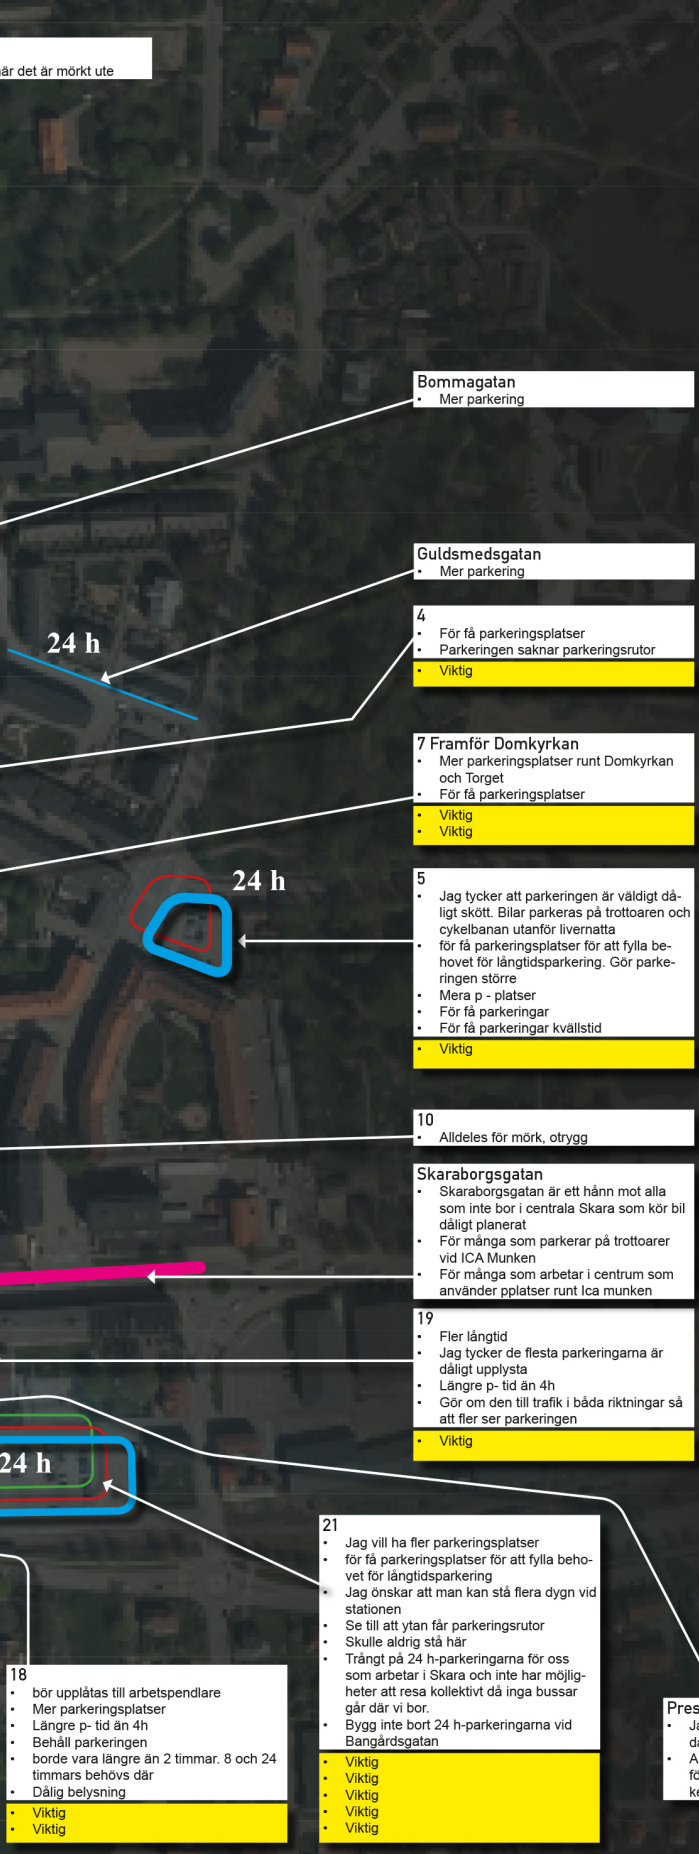 när det är mörkt ute
Bommagatan
• Mer parkering
Guldsmedsgatan
• Mer parkering
24 h
4
• För få parkeringsplatser
• Parkeringen saknar parkeringsrutor
• Viktig
7 Framför Domkyrkan
• Mer parkeringsplatser runt Domkyrkan
och Torget
• För få parkeringsplatser
• Viktig
• Viktig
24 h
5
• Jag tycker att parkeringen är väldigt då-
ligt skött. Bilar parkeras på trottoaren och
cykelbanan utanför livernatta
• för få parkeringsplatser för att fylla be-
hovet för långtidsparkering. Gör parke-
ringen större
• Mera p - platser
• För få parkeringar
• För få parkeringar kvällstid
• Viktig
10
• Alldeles för mörk, otrygg
Skaraborgsgatan
• Skaraborgsgatan är ett hånn mot alla
som inte bor i centrala Skara som kör bil
dåligt planerat
• För många som parkerar på trottoarer
vid ICA Munken
• För många som arbetar i centrum som
använder pplatser runt Ica munken
19
• Fler långtid
• Jag tycker de flesta parkeringarna är
dåligt upplysta
• Längre p- tid än 4h
• Gör om den till trafik i båda riktningar så
att fler ser parkeringen
• Viktig
24 h
21
• Jag vill ha fler parkeringsplatser
• för få parkeringsplatser för att fylla beho-
vet för långtidsparkering
• Jag önskar att man kan stå flera dygn vid
stationen
• Se till att ytan får parkeringsrutor
• Skulle aldrig stå här
• Trångt på 24 h-parkeringarna för oss
som arbetar i Skara och inte har möjlig-
heter att resa kollektivt då inga bussar
går där vi bor.
• Bygg inte bort 24 h-parkeringarna vid
Bangårdsgatan
• Viktig
• Viktig
• Viktig
• Viktig
• Viktig
18
• bör upplåtas till arbetspendlare
• Mer parkeringsplatser
• Längre p- tid än 4h
• Behåll parkeringen
• borde vara längre än 2 timmar. 8 och 24
timmars behövs där
• Dålig belysning
• Viktig
• Viktig
Pres
• Ja
da
• A
fö
ke